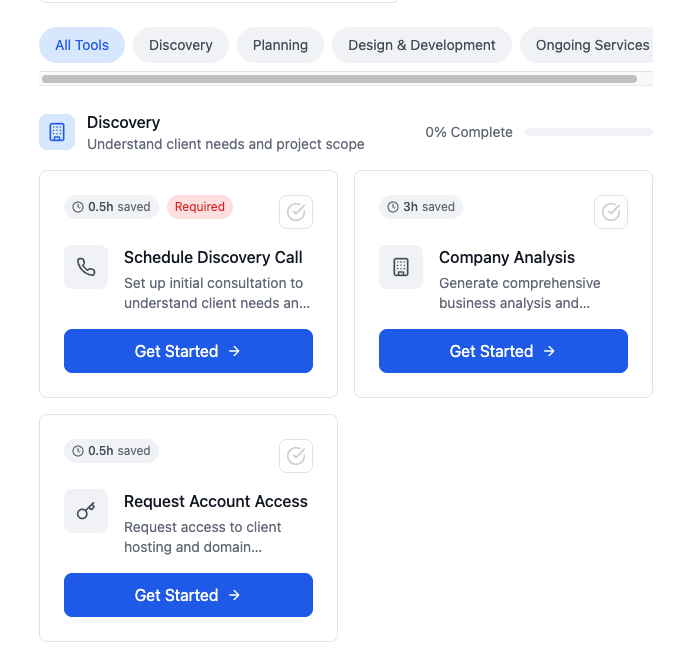 All Tools Discovery Planning Design & Development Ongoing Services
Discovery
Understand client needs and project scope
0% Complete
0.5h saved Required
Schedule Discovery Call
Set up initial consultation to
understand client needs an...
Get Started →
3h saved
Company Analysis
Generate comprehensive
business analysis and...
Get Started →
0.5h saved
Request Account Access
Request access to client
hosting and domain...
Get Started →